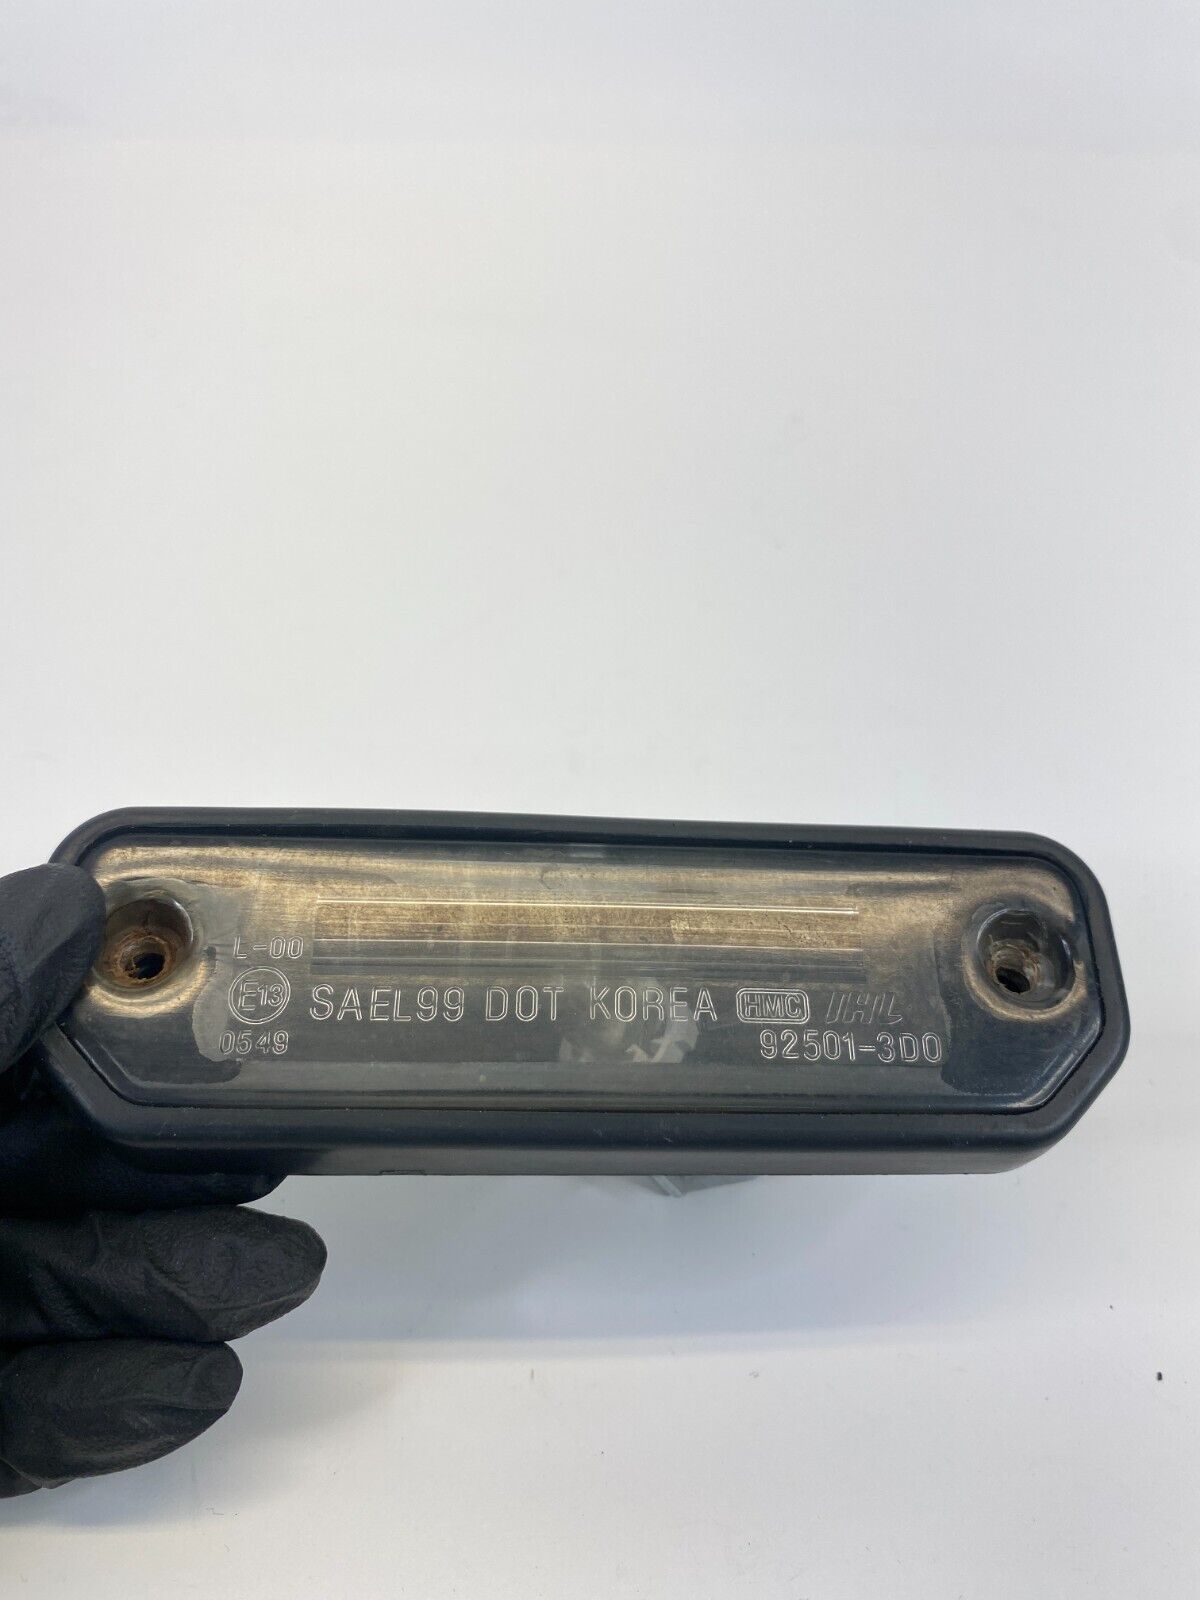 L-00
E13 SAEL99 DOT KOREA HMC IHL
0549 92501-3D0